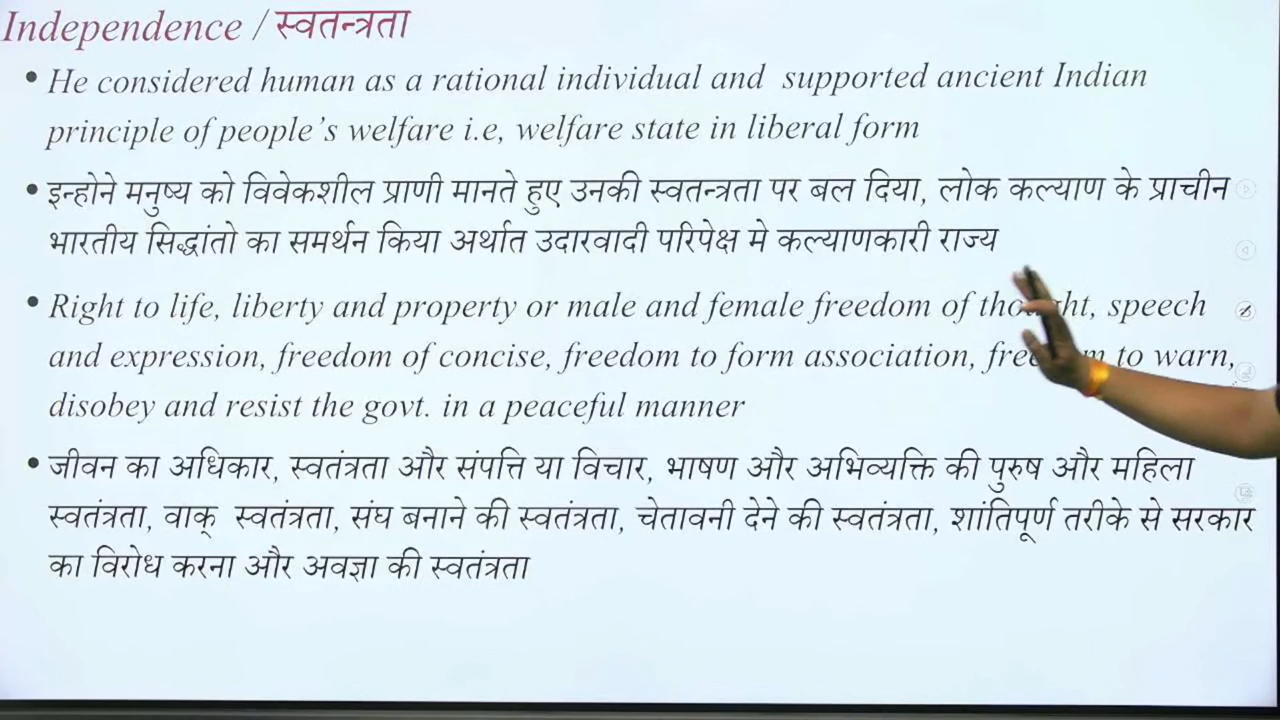 Independence / स्वतन्त्रता
• He considered human as a rational individual and supported ancient Indian
principle of people's welfare i.e, welfare state in liberal form
• इन्होने मनुष्य को विवेकशील प्राणी मानते हुए उनकी स्वतन्त्रता पर बल दिया, लोक कल्याण के प्राचीन
भारतीय सिद्धांतो का समर्थन किया अर्थात उदारवादी परिपेक्ष मे कल्याणकारी राज्य
• Right to life, liberty and property or male and female freedom of thought, speech
and expression, freedom of concise, freedom to form association, freedom to warn,
disobey and resist the govt. in a peaceful manner
• जीवन का अधिकार, स्वतंत्रता और संपत्ति या विचार, भाषण और अभिव्यक्ति की पुरुष और महिला
स्वतंत्रता, वाक् स्वतंत्रता, संघ बनाने की स्वतंत्रता, चेतावनी देने की स्वतंत्रता, शांतिपूर्ण तरीके से सरकार
का विरोध करना और अवज्ञा की स्वतंत्रता